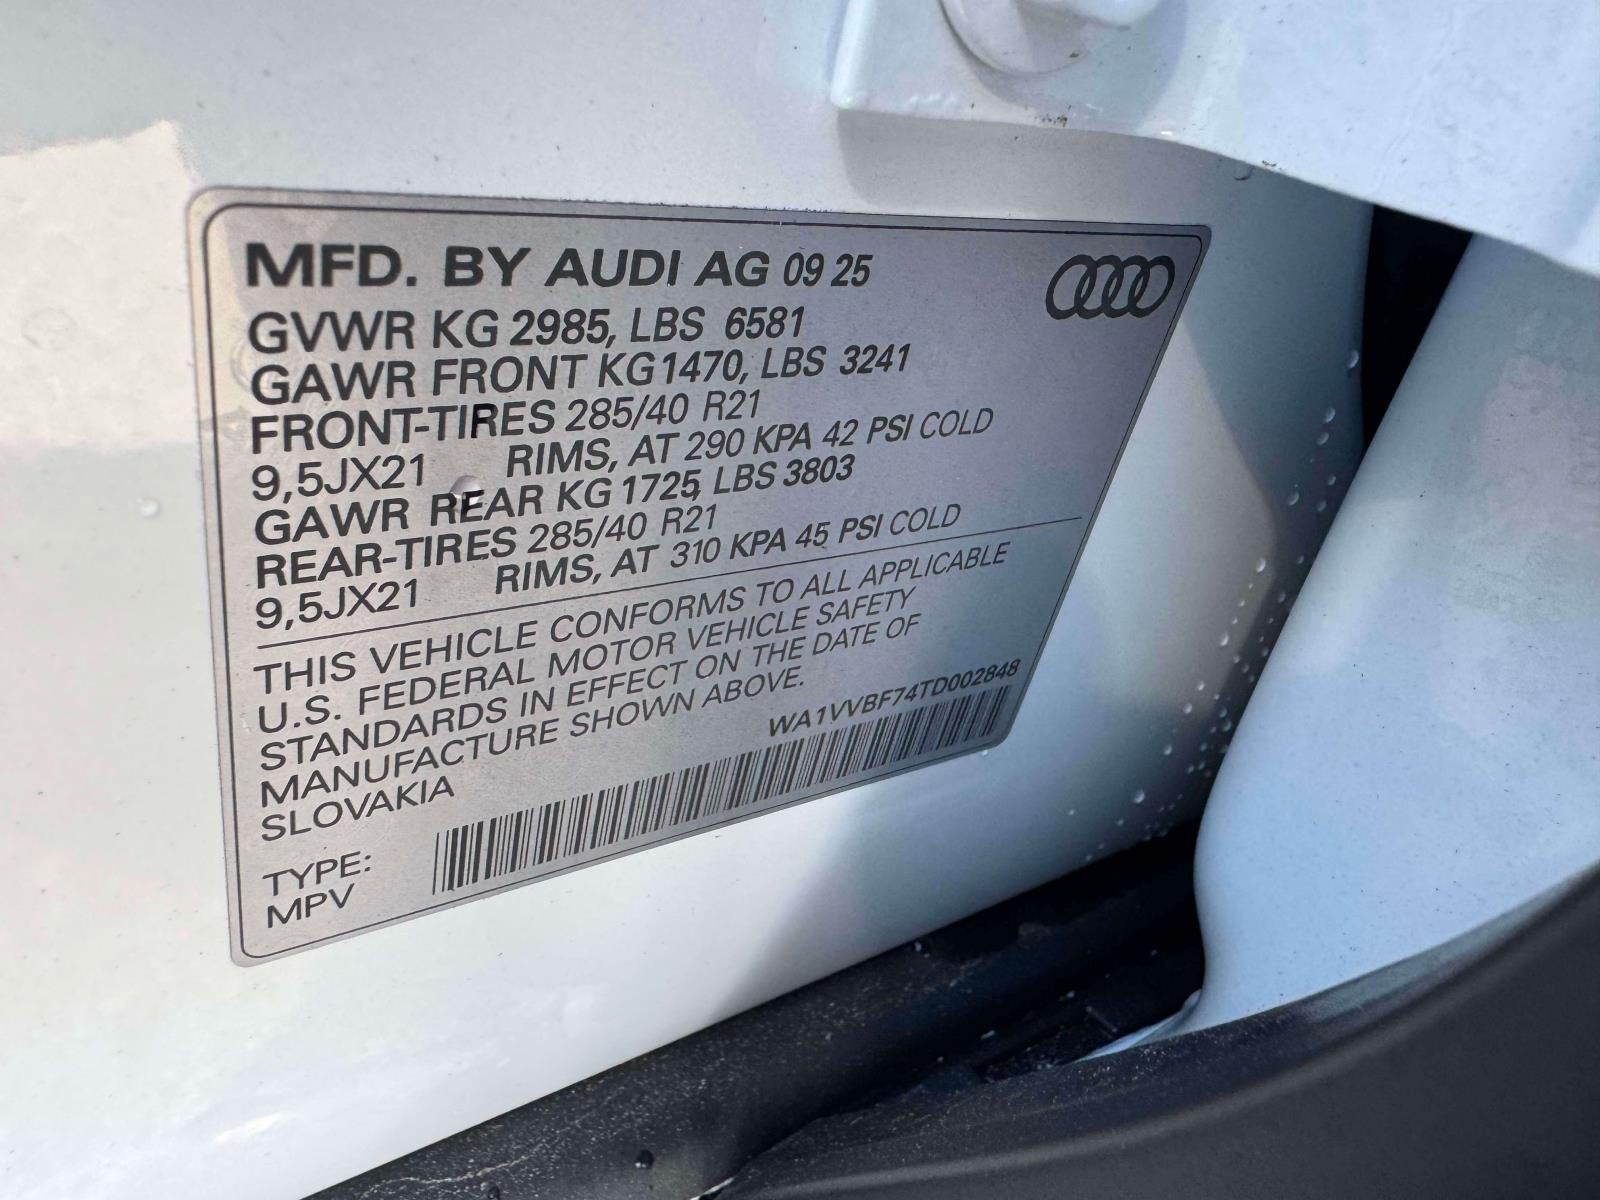 MFD. BY AUDI AG 09 25
GVWR KG 2985, LBS 6581
GAWR FRONT KG 1470, LBS 3241
FRONT-TIRES 285/40 R21
9,5JX21 RIMS, AT 290 KPA 42 PSI COLD
GAWR REAR KG 1725, LBS 3803
REAR-TIRES 285/40 R21
9,5JX21 RIMS, AT 310 KPA 45 PSI COLD
THIS VEHICLE CONFORMS TO ALL APPLICABLE
U.S. FEDERAL MOTOR VEHICLE SAFETY
STANDARDS IN EFFECT ON THE DATE OF
MANUFACTURE SHOWN ABOVE.
SLOVAKIA
WA1VVBF74TD002848
TYPE:
MPV